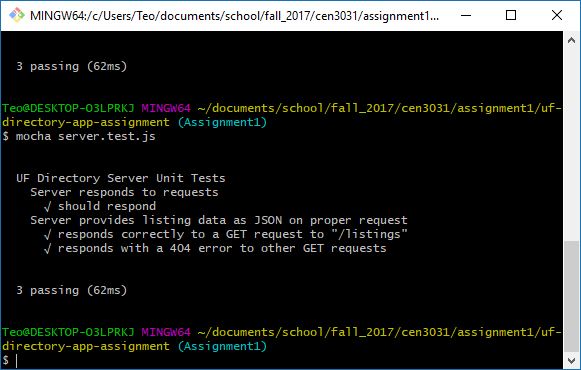 MINGW64:/c/Users/Teo/documents/school/fall_2017/cen3031/assignment1...
3 passing (62ms)
Teo@DESKTOP-O3LPRKJ MINGW64 ~/documents/school/fall_2017/cen3031/assignment1/uf-
directory-app-assignment (Assignment1)
$ mocha server.test.js
UF Directory Server Unit Tests
Server responds to requests
√ should respond
Server provides listing data as JSON on proper request
√ responds correctly to a GET request to "/listings"
√ responds with a 404 error to other GET requests
3 passing (62ms)
Teo@DESKTOP-O3LPRKJ MINGW64 ~/documents/school/fall_2017/cen3031/assignment1/uf-
directory-app-assignment (Assignment1)
$